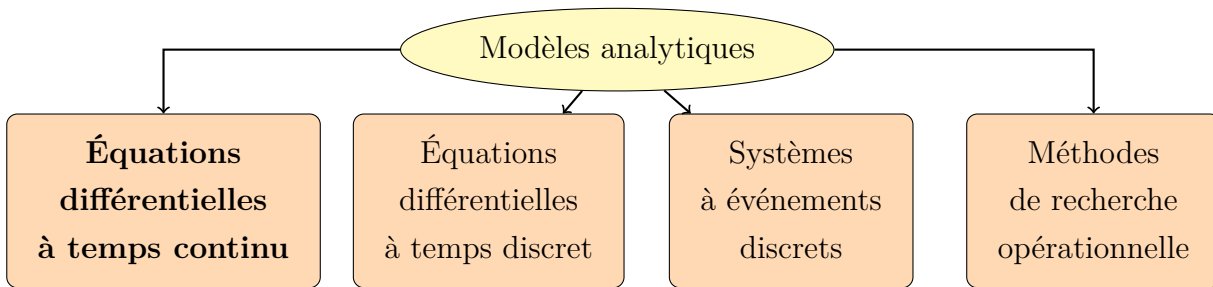 Modèles analytiques
Équations
différentielles
à temps continu
Équations
différentielles
à temps discret
Systèmes
à événements
discrets
Méthodes
de recherche
opérationnelle